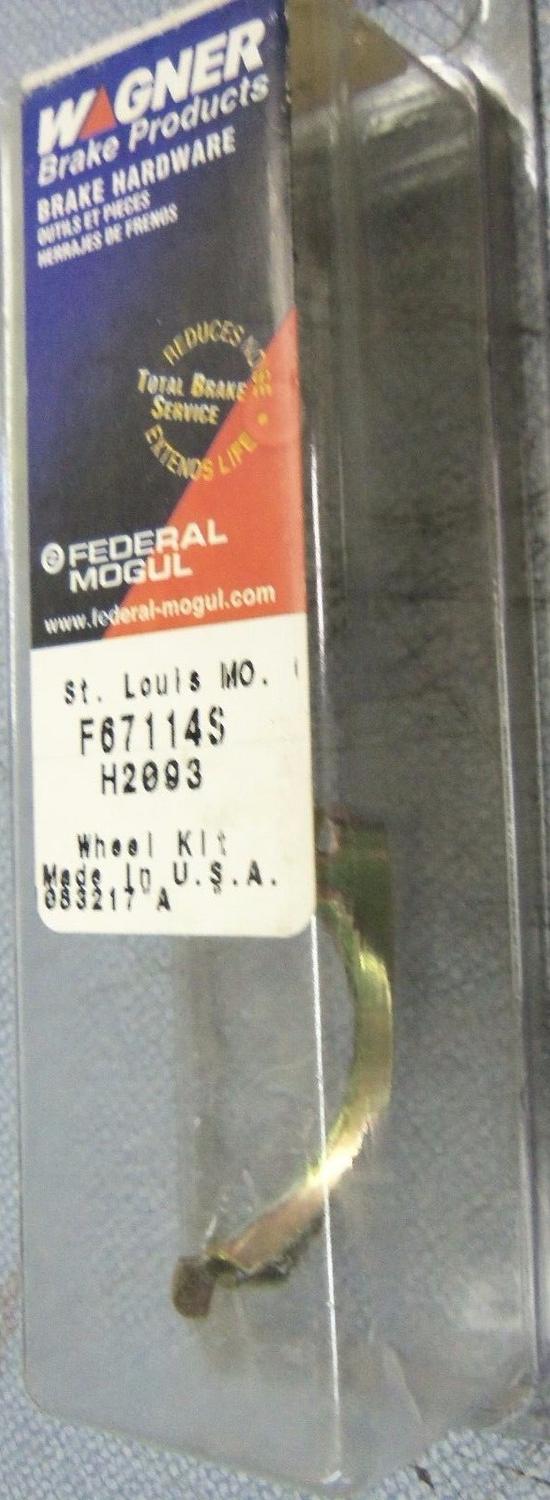 WAGNER
Brake Products
BRAKE HARDWARE
OUTILS ET PIECES
HERRAJES DE FRENOS
REDUCES NOISE
TOTAL BRAKE
SERVICE
EXTENDS LIFE
FEDERAL
MOGUL
www.federal-mogul.com
St. Louis MO.
F67114S
H2093
Wheel Kit
Made In U.S.A.
083217 A